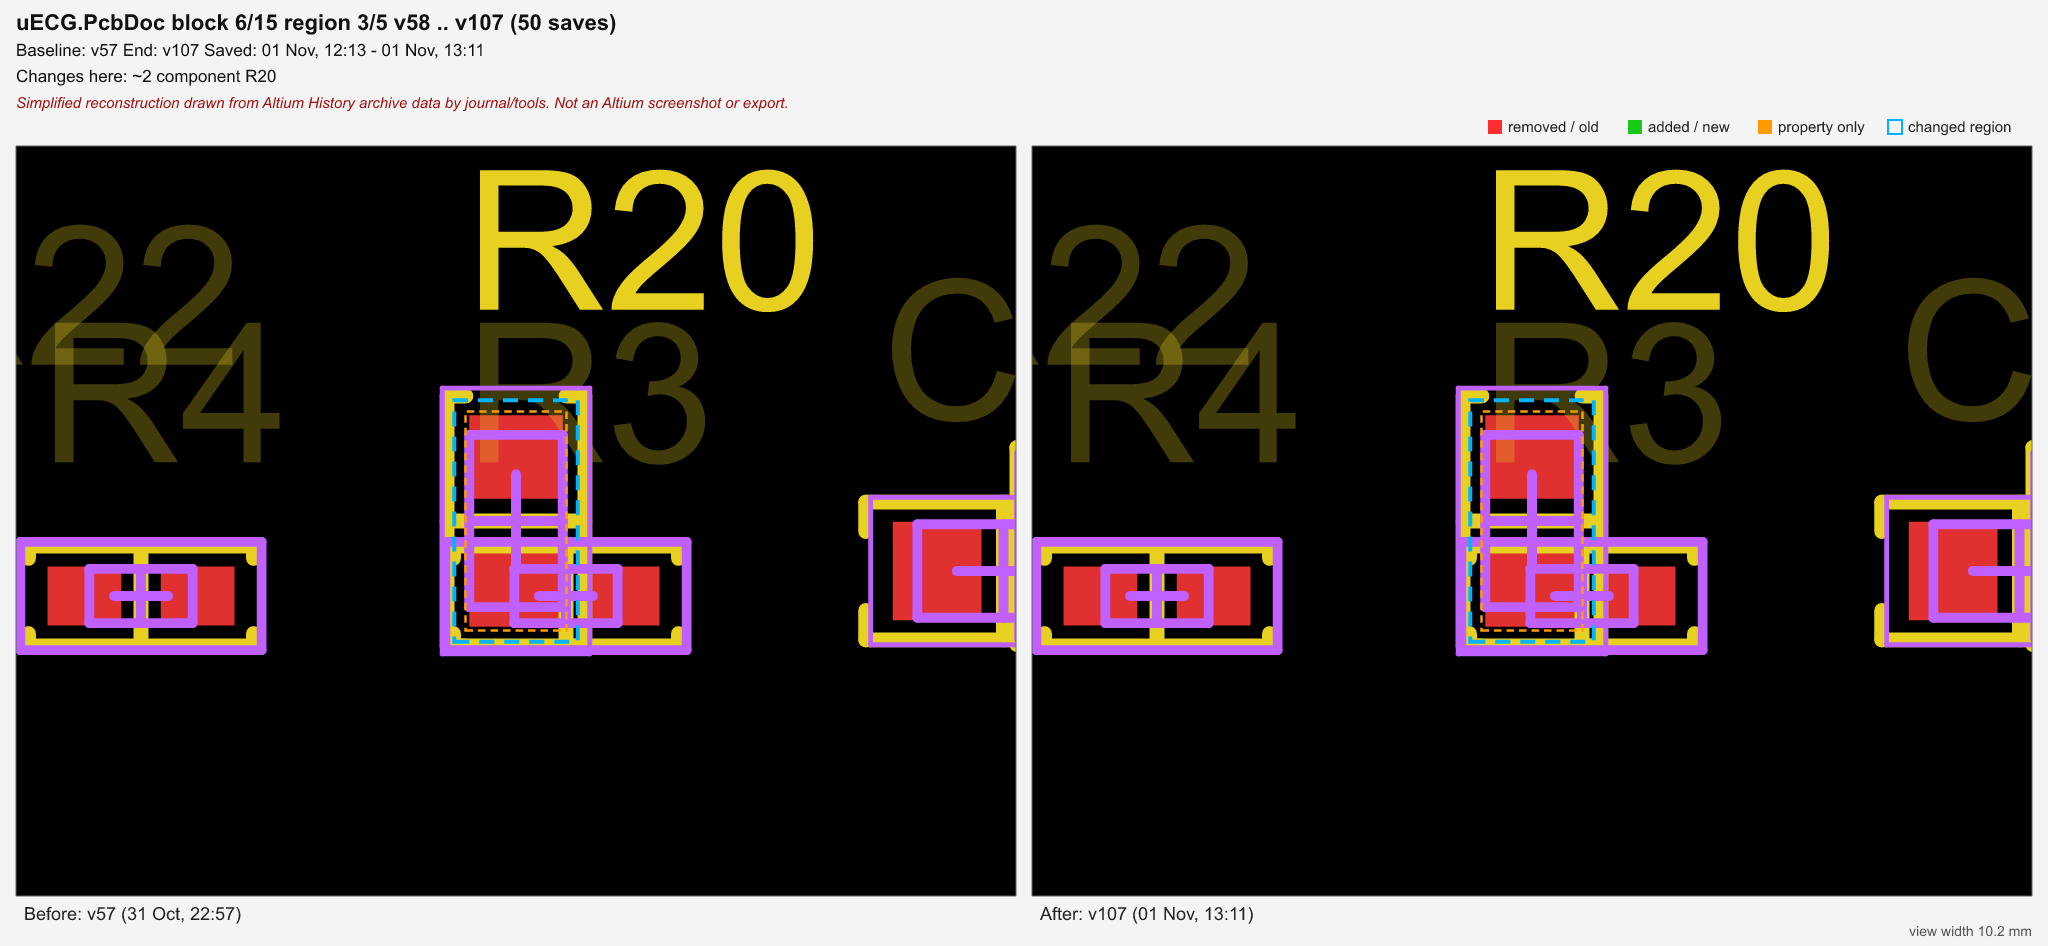 uECG.PcbDoc block 6/15 region 3/5 v58 .. v107 (50 saves)
Baseline: v57 End: v107 Saved: 01 Nov, 12:13 - 01 Nov, 13:11
Changes here: ~2 component R20
Simplified reconstruction drawn from Altium History archive data by journal/tools. Not an Altium screenshot or export.
removed / old
added / new
property only
changed region
R20
22
R4
R3
C
R20
22
R4
R3
C
Before: v57 (31 Oct, 22:57)
After: v107 (01 Nov, 13:11)
view width 10.2 mm